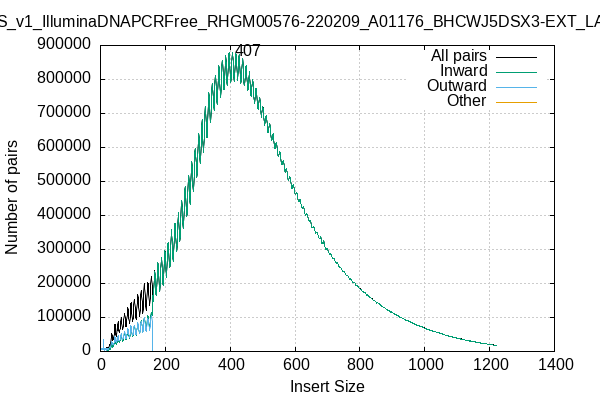 S_v1_IlluminaDNAPCRFree_RHGM00576-220209_A01176_BHCWJ5DSX3-EXT_LA
900000
800000
700000
600000
500000
400000
300000
200000
100000
0
Number of pairs
407
All pairs
Inward
Outward
Other
0 200 400 600 800 1000 1200 1400
Insert Size